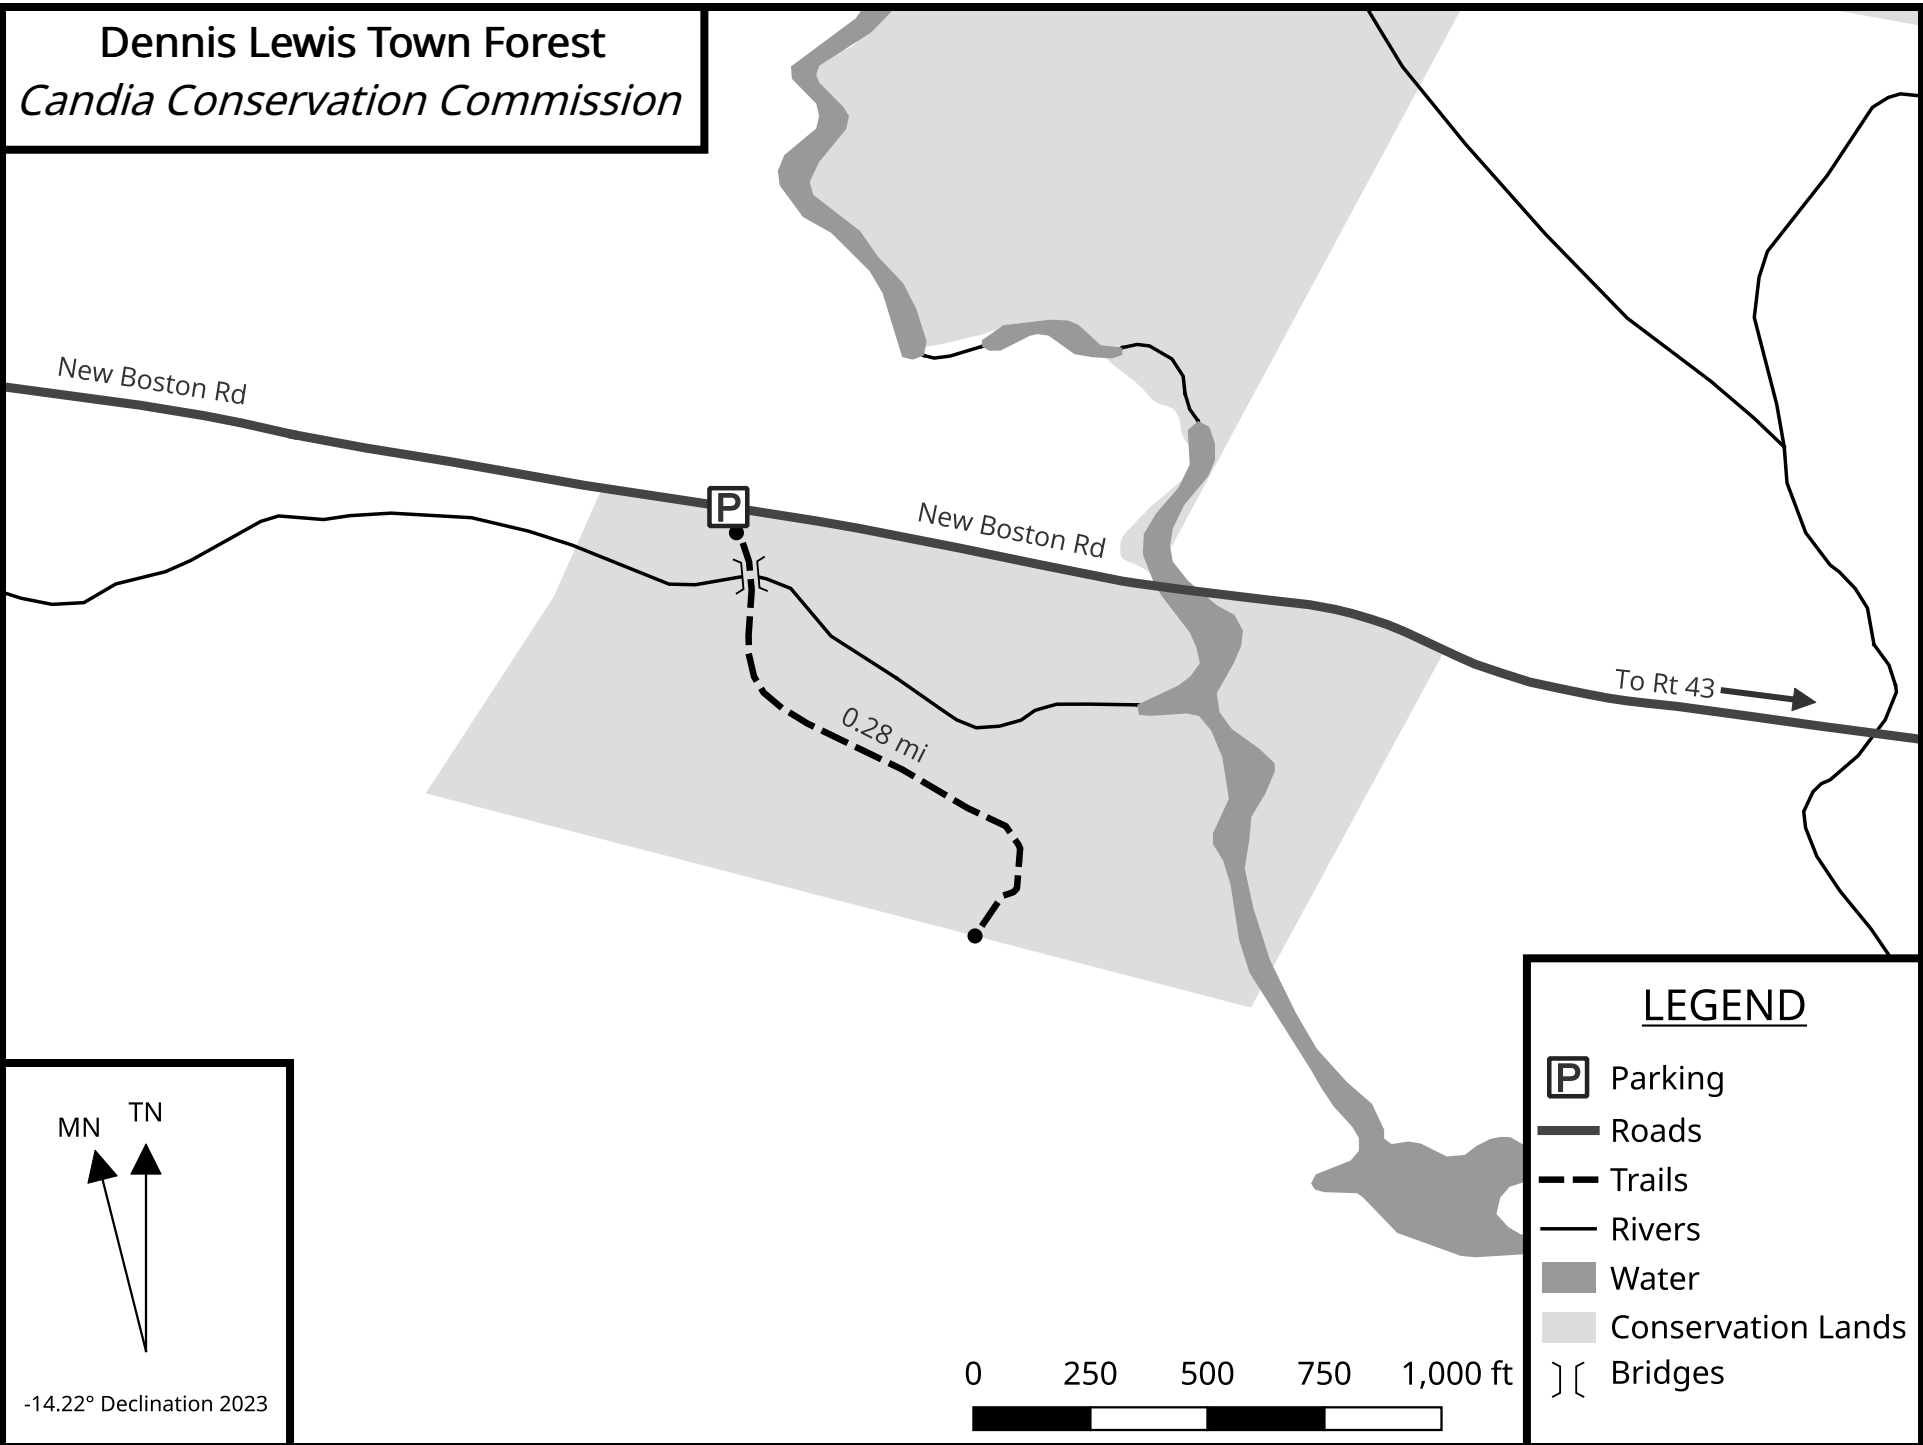 Dennis Lewis Town Forest
Candia Conservation Commission
New Boston Rd
P
New Boston Rd
To Rt 43
0.28 mi
LEGEND
P Parking
Roads
Trails
Rivers
Water
Conservation Lands
Bridges
MN TN
-14.22° Declination 2023
0 250 500 750 1,000 ft